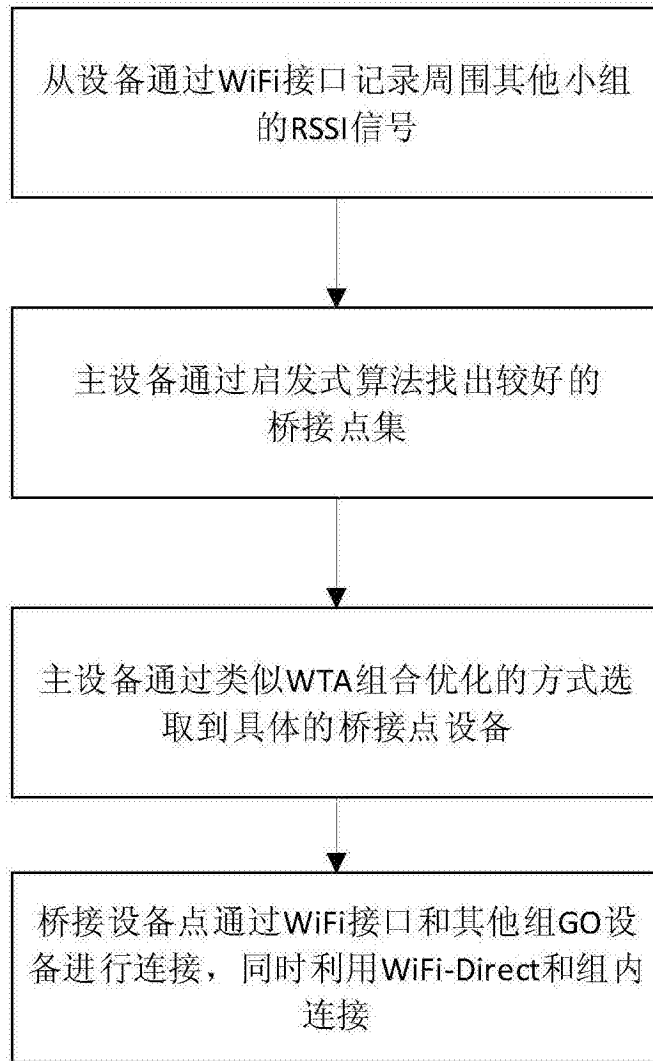 从设备通过WiFi接口记录周围其他小组
的RSSI信号
主设备通过启发式算法找出较好的
桥接点集
主设备通过类似WTA组合优化的方式选
取到具体的桥接点设备
桥接设备点通过WiFi接口和其他组GO设
备进行连接，同时利用WiFi-Direct和组内
连接